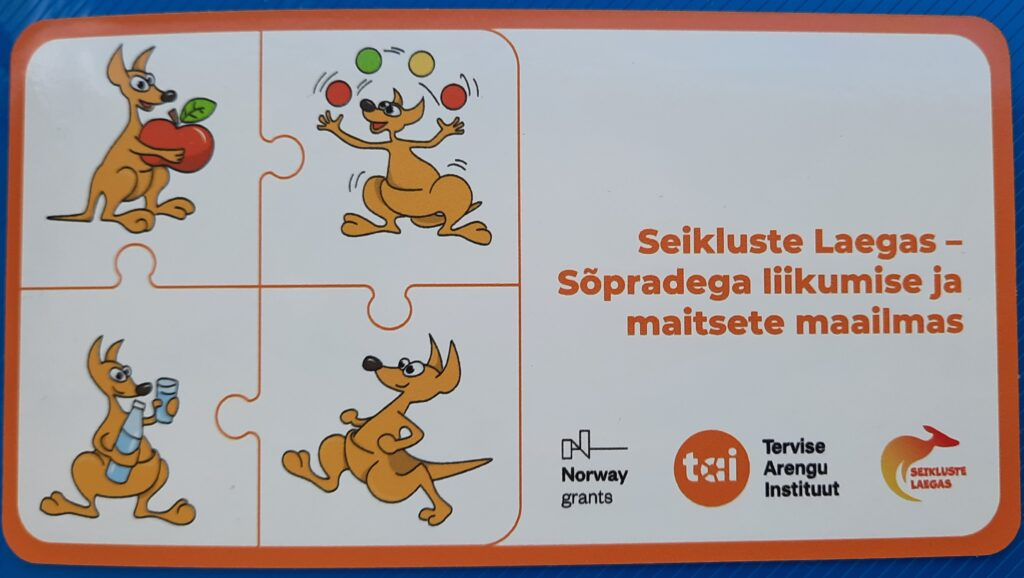 Seikluste Laegas –
Sõpradega liikumise ja
maitsete maailmas
Norway
grants
tai
Tervise
Arengu
Instituut
SEIKLUSTE
LAEGAS